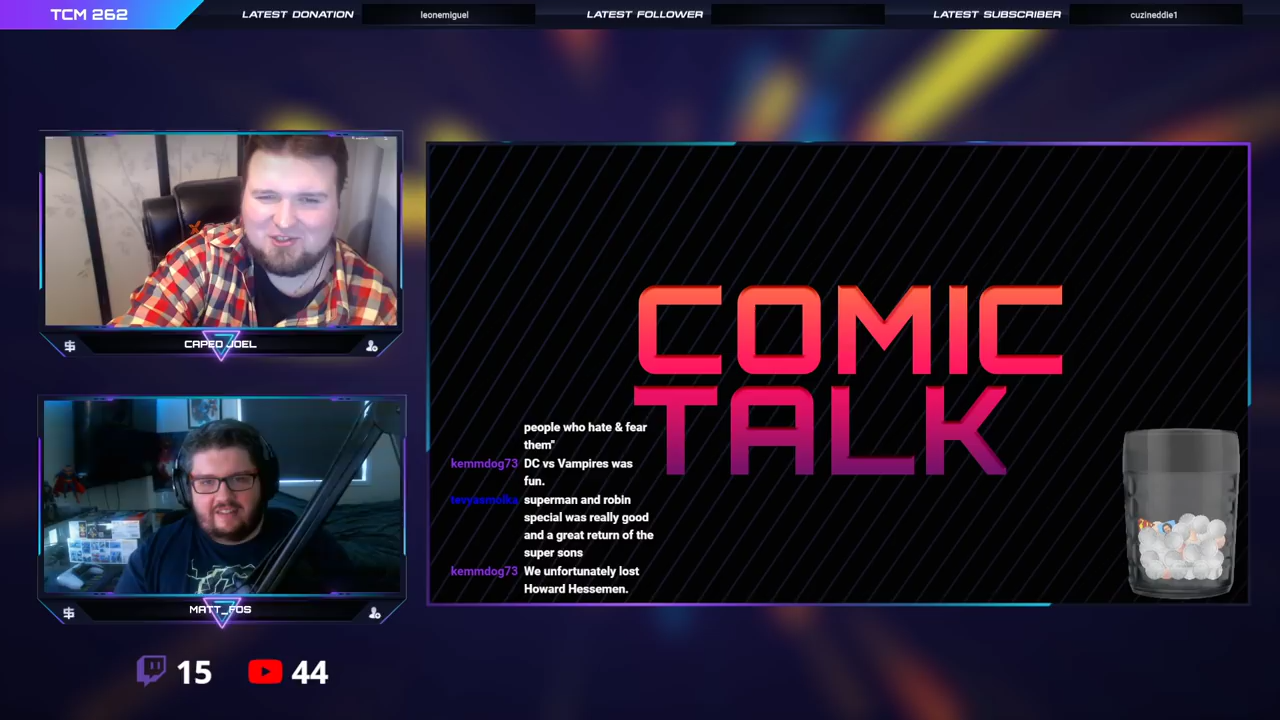 TCM 262
LATEST DONATION
leonemiguel
LATEST FOLLOWER
LATEST SUBSCRIBER
cuzineddie1
CAPED JOEL
MATT_FOS
15
44
COMIC
TALK
people who hate & fear
them"
kemmdog73 DC vs Vampires was
fun.
superman and robin
special was really good
and a great return of the
super sons
kemmdog73 We unfortunately lost
Howard Hessemen.